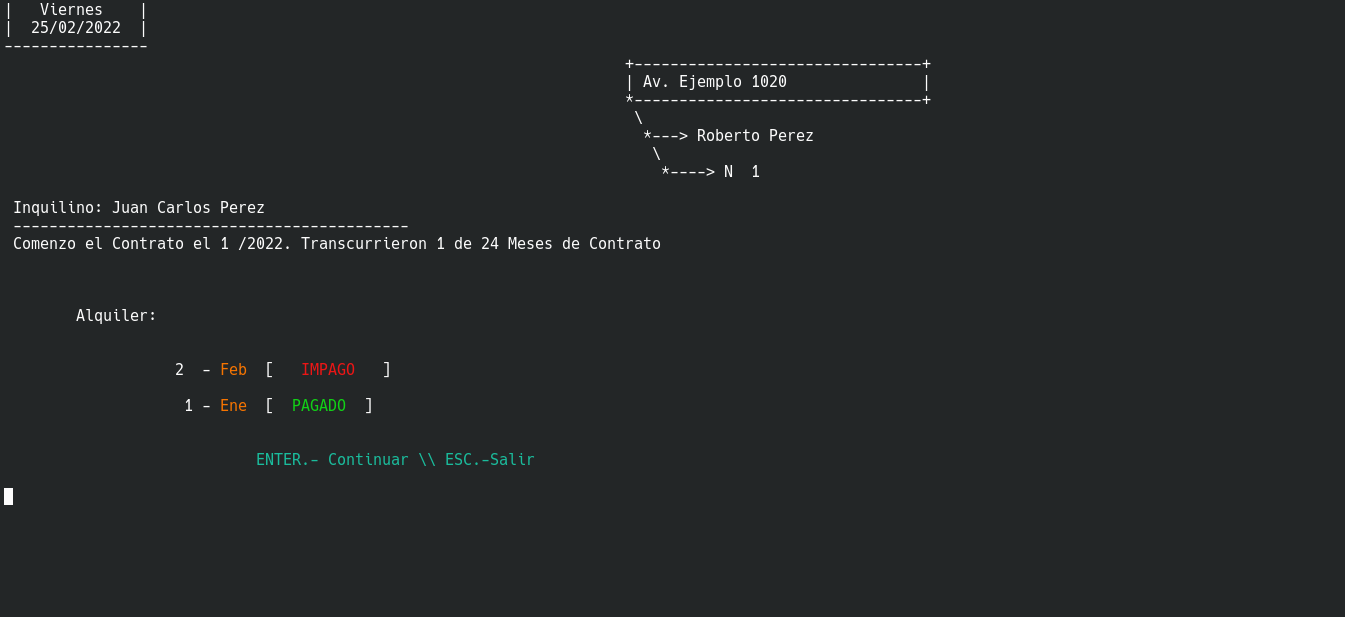 |   Viernes    |
|  25/02/2022  |
----------------
+--------------------------------+
| Av. Ejemplo 1020               |
*--------------------------------+
\
*---> Roberto Perez
\
*----> N  1
Inquilino: Juan Carlos Perez
--------------------------------------------
Comenzo el Contrato el 1 /2022. Transcurrieron 1 de 24 Meses de Contrato
Alquiler:
2  - Feb  [   IMPAGO   ]
1 - Ene  [  PAGADO  ]
ENTER.- Continuar \\ ESC.-Salir